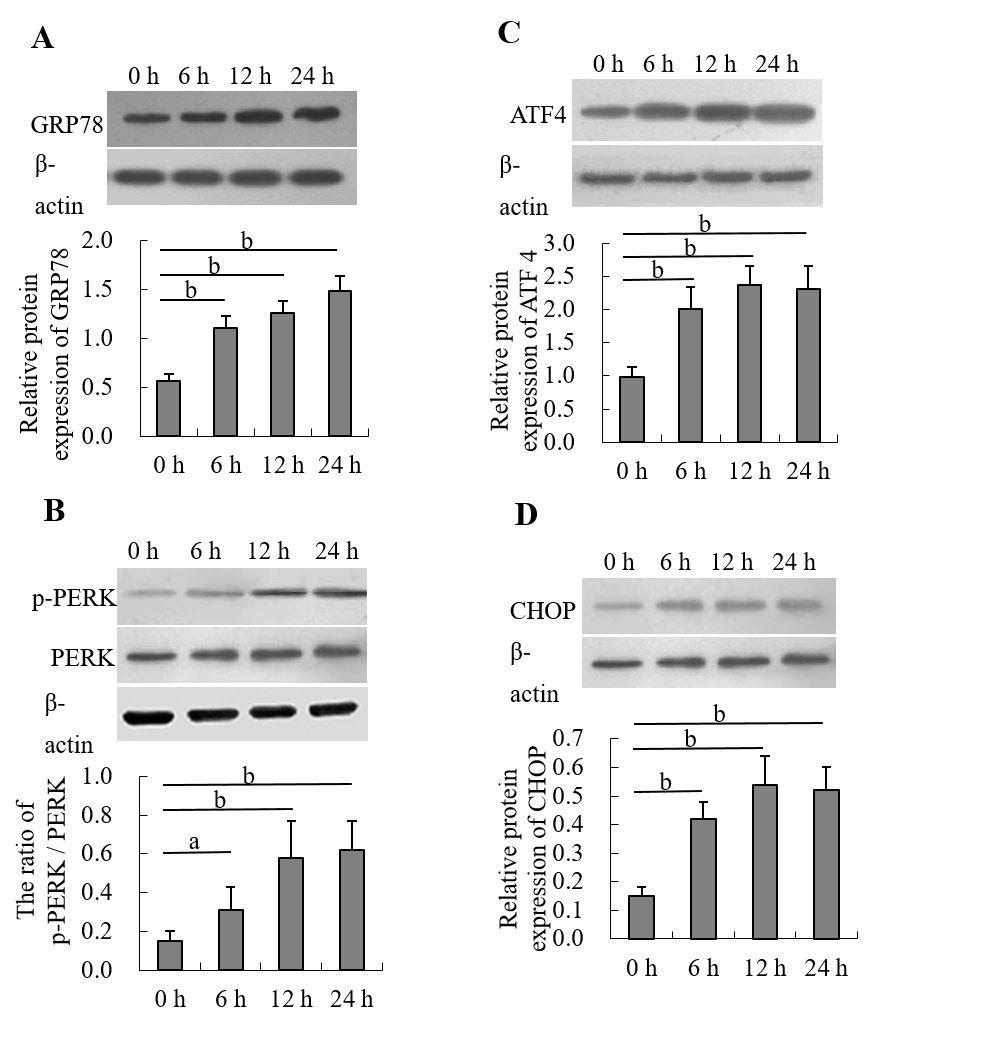 A
0 h 6 h 12 h 24 h
GRP78
β-
actin
Relative protein
expression of GRP78
2.0
1.5
1.0
0.5
0.0
b
b
b
0 h 6 h 12 h 24 h
C
0 h 6 h 12 h 24 h
ATF4
β-
actin
Relative protein
expression of ATF 4
3.0
2.5
2.0
1.5
1.0
0.5
0.0
b
b
b
0 h 6 h 12 h 24 h
B
0 h 6 h 12 h 24 h
p-PERK
PERK
β-
actin
The ratio of
p-PERK / PERK
1.0
0.8
0.6
0.4
0.2
0.0
b
b
a
0 h 6 h 12 h 24 h
D
0 h 6 h 12 h 24 h
CHOP
β-
actin
Relative protein
expression of CHOP
0.7
0.6
0.5
0.4
0.3
0.2
0.1
0.0
b
b
b
0 h 6 h 12 h 24 h